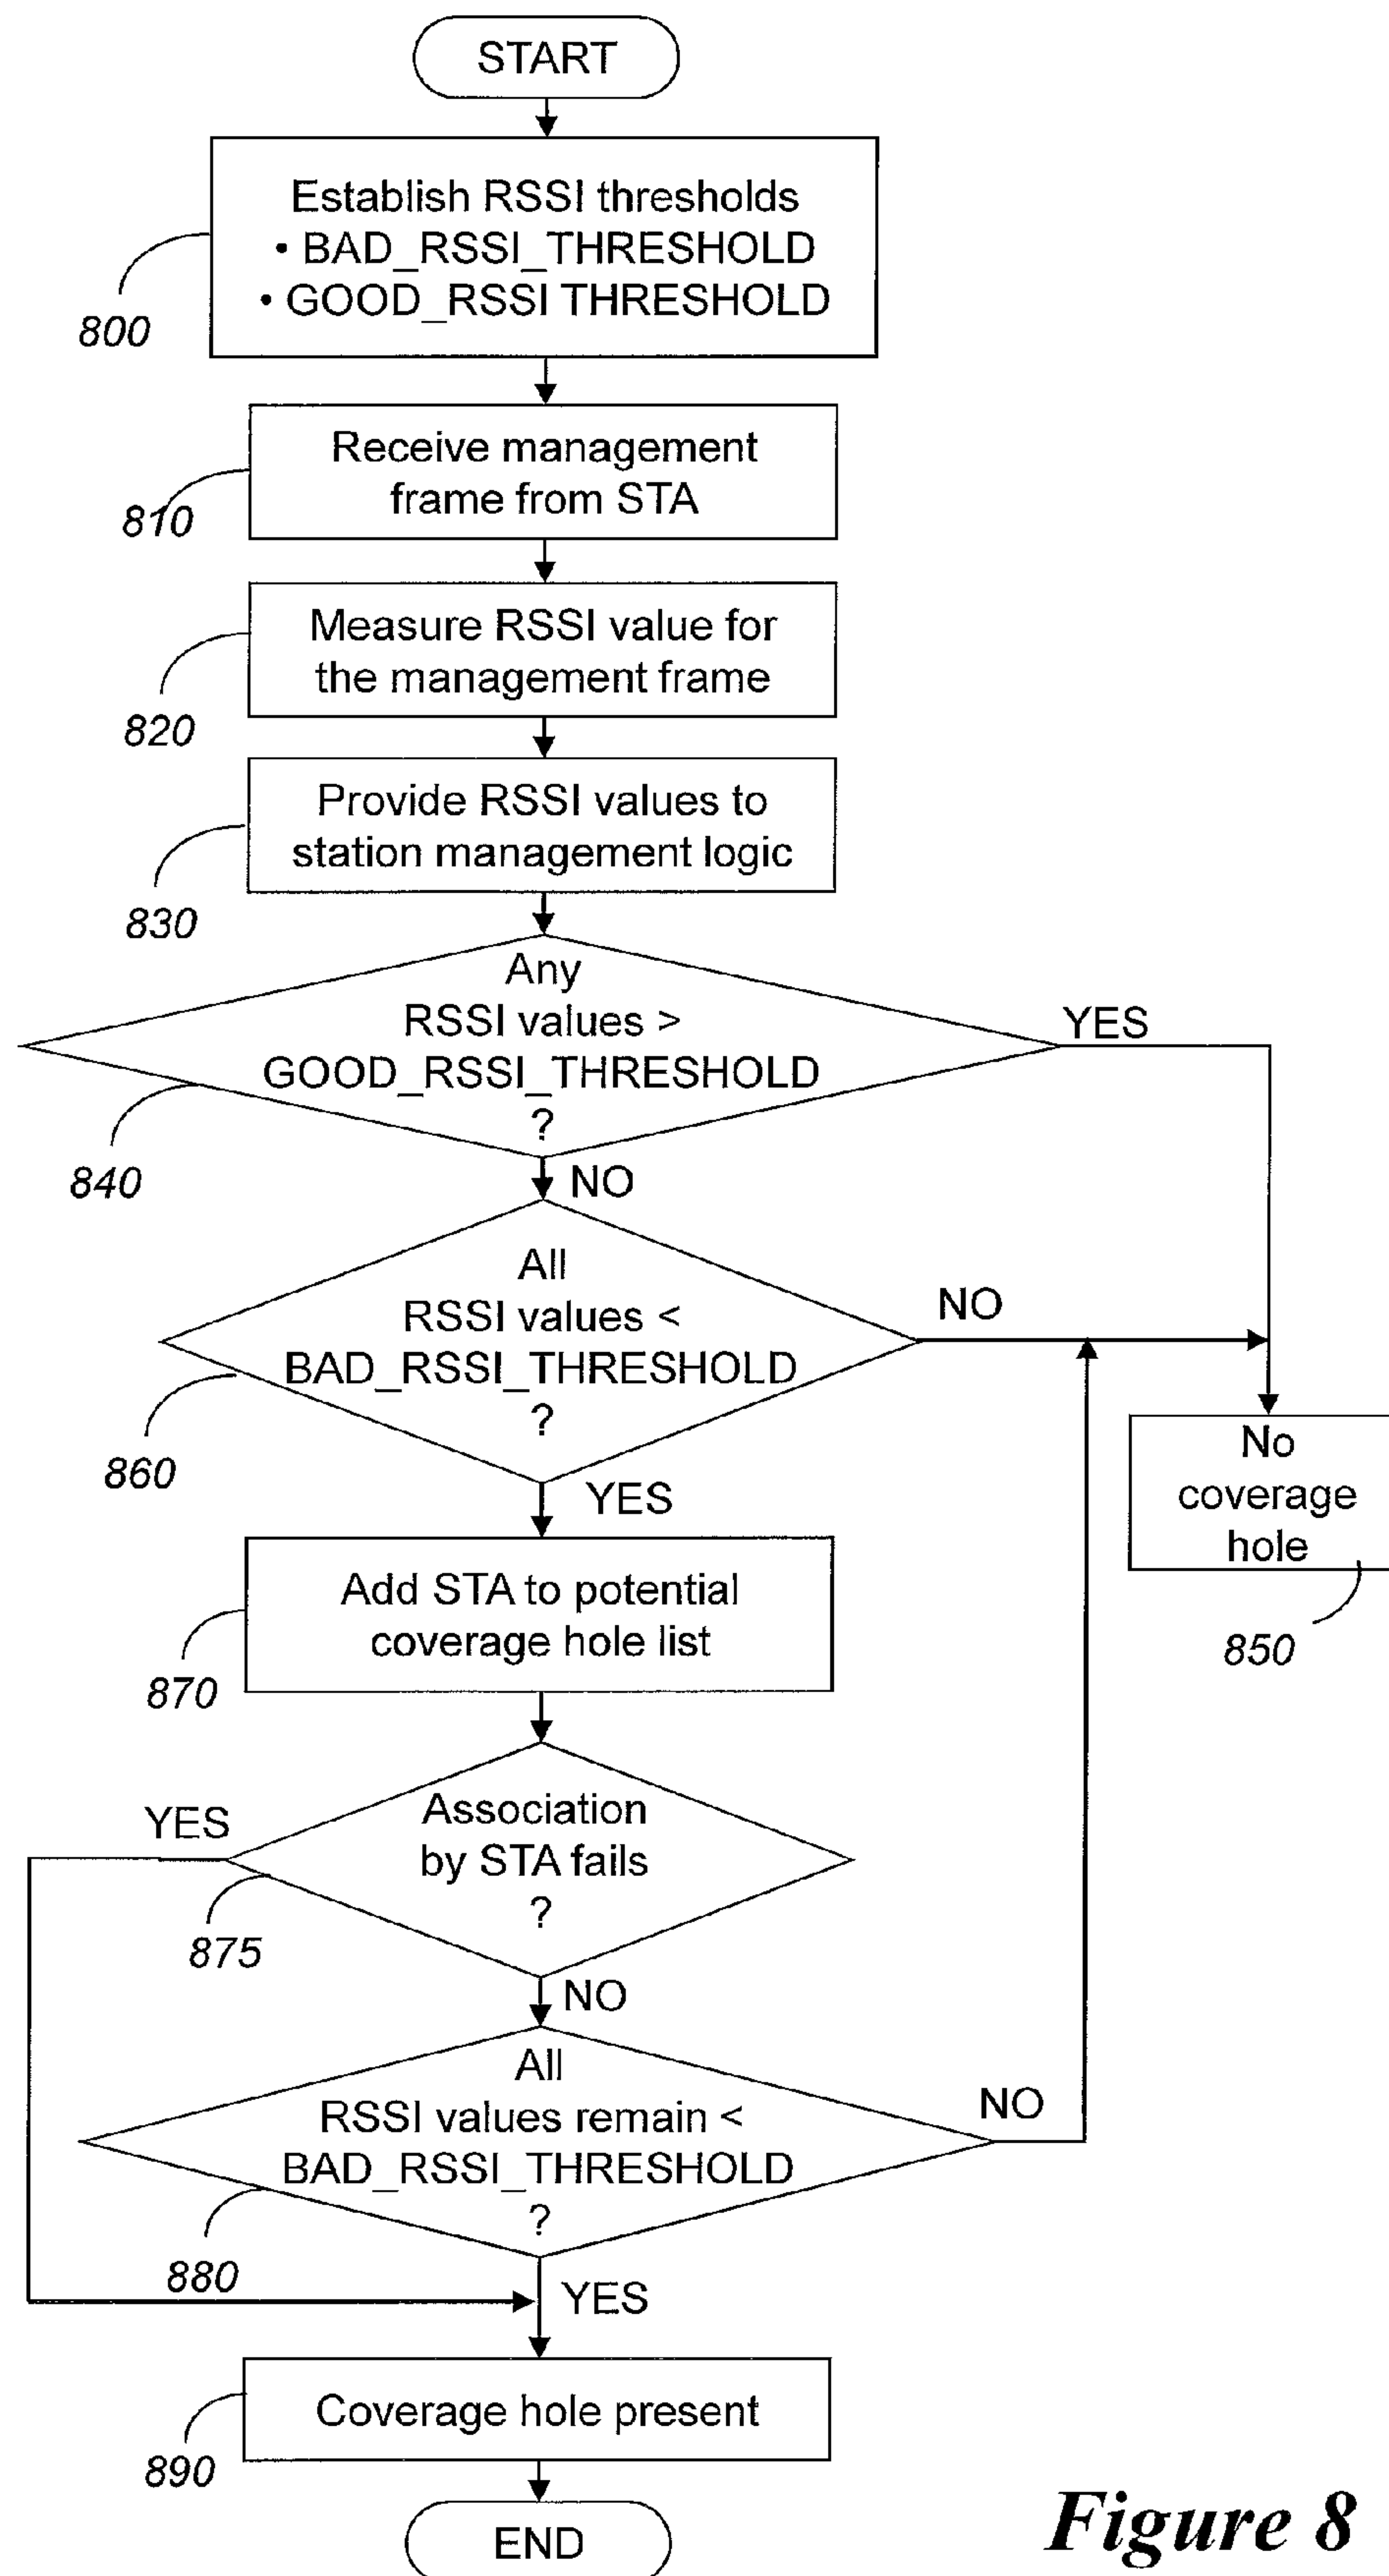 START
Establish RSSI thresholds
• BAD_RSSI_THRESHOLD
• GOOD_RSSI THRESHOLD
800
Receive management
frame from STA
810
Measure RSSI value for
the management frame
820
Provide RSSI values to
station management logic
830
Any
RSSI values >
GOOD_RSSI_THRESHOLD
?
YES
840
NO
All
RSSI values <
BAD_RSSI_THRESHOLD
?
NO
860
YES
No
coverage
hole
850
Add STA to potential
coverage hole list
870
Association
by STA fails
?
YES
875
NO
All
RSSI values remain <
BAD_RSSI_THRESHOLD
?
NO
880
YES
Coverage hole present
890
END
Figure 8